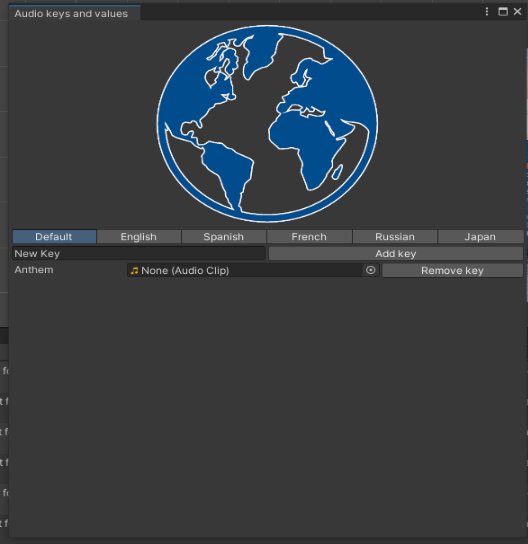 Audio keys and values
Default English Spanish French Russian Japan
New Key Add key
Anthem None (Audio Clip) Remove key